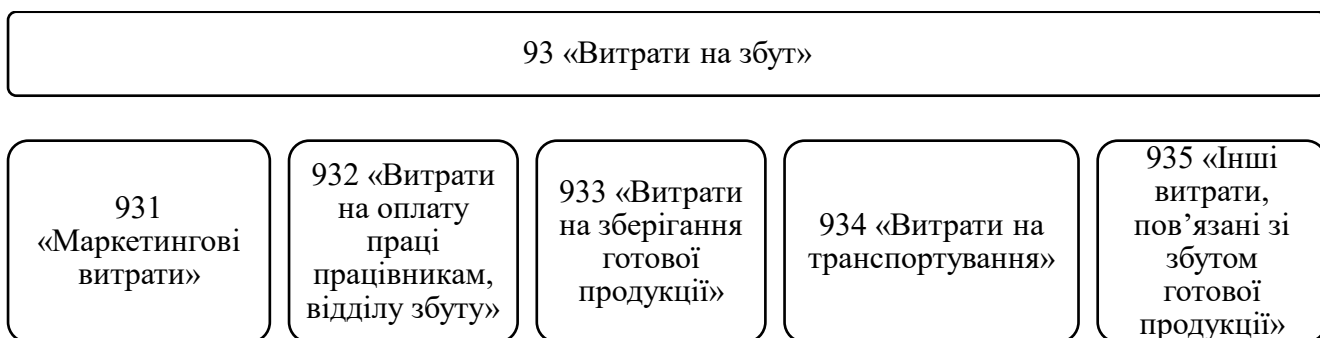 93 «Витрати на збут»
931
«Маркетингові
витрати»
932 «Витрати
на оплату
праці
працівникам,
відділу збуту»
933 «Витрати
на зберігання
готової
продукції»
934 «Витрати на
транспортування»
935 «Інші
витрати,
пов’язані зі
збутом
готової
продукції»